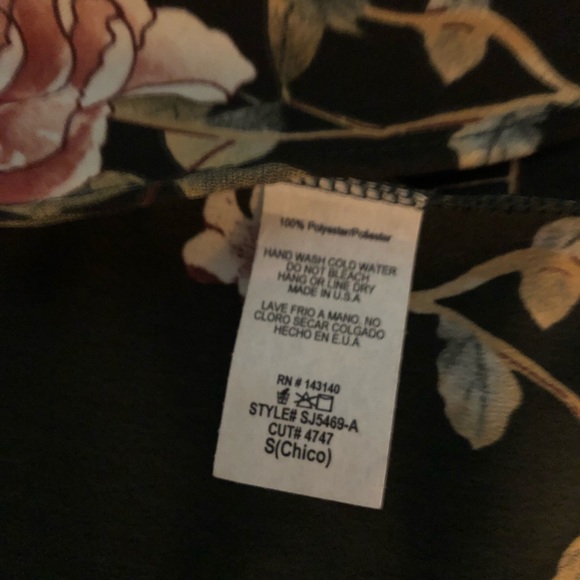 100% Polyester/Poliester
HAND WASH COLD WATER
DO NOT BLEACH
HANG OR LINE DRY
MADE IN U.S.A
LAVE FRIO A MANO, NO
CLORO SECAR COLGADO
HECHO EN E.U.A
RN # 143140
STYLE# SJ5469-A
CUT# 4747
S(Chico)